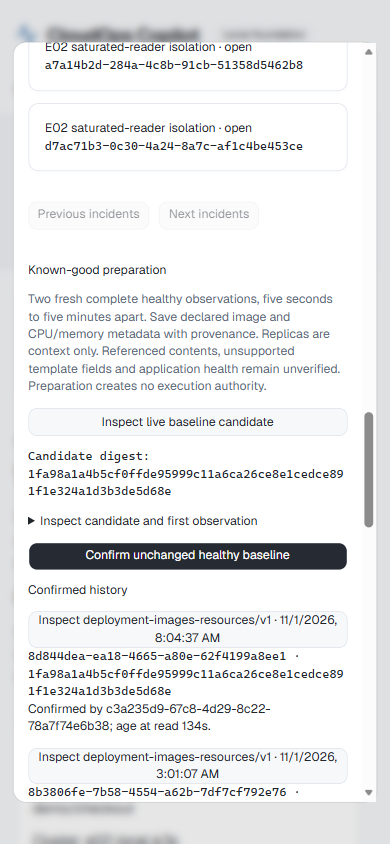 CloudOps Copilot
E02 saturated-reader isolation · open
a7a14b2d-284a-4c8b-91cb-51358d5462b8
E02 saturated-reader isolation · open
d7ac71b3-0c30-4a24-8a7c-af1c4be453ce
Previous incidents Next incidents
Known-good preparation
Two fresh complete healthy observations, five seconds
to five minutes apart. Save declared image and
CPU/memory metadata with provenance. Replicas are
context only. Referenced contents, unsupported
template fields and application health remain unverified.
Preparation creates no execution authority.
Inspect live baseline candidate
Candidate digest:
1fa98a1a4b5cf0ffde95999c11a6ca26ce8e1cedce89
1f1e324a1d3b3de5d68e
Inspect candidate and first observation
Confirm unchanged healthy baseline
Confirmed history
Inspect deployment-images-resources/v1 · 11/1/2026,
8:04:37 AM
8d844dea-ea18-4665-a80e-62f4199a8ee1 ·
1fa98a1a4b5cf0ffde95999c11a6ca26ce8e1cedce89
1f1e324a1d3b3de5d68e
Confirmed by c3a235d9-67c8-4d29-8c22-
78a7f74e6b38; age at read 134s.
Inspect deployment-images-resources/v1 · 11/1/2026,
3:01:07 AM
8b3806fe-7b58-4554-a62b-7df7cf792e76 ·